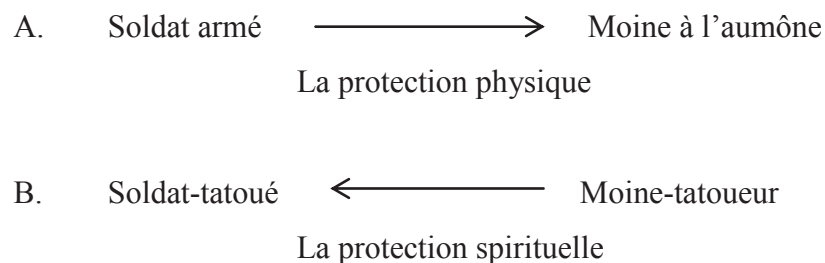 A. Soldat armé Moine à l’aumône
La protection physique
B. Soldat-tatoué Moine-tatoueur
La protection spirituelle